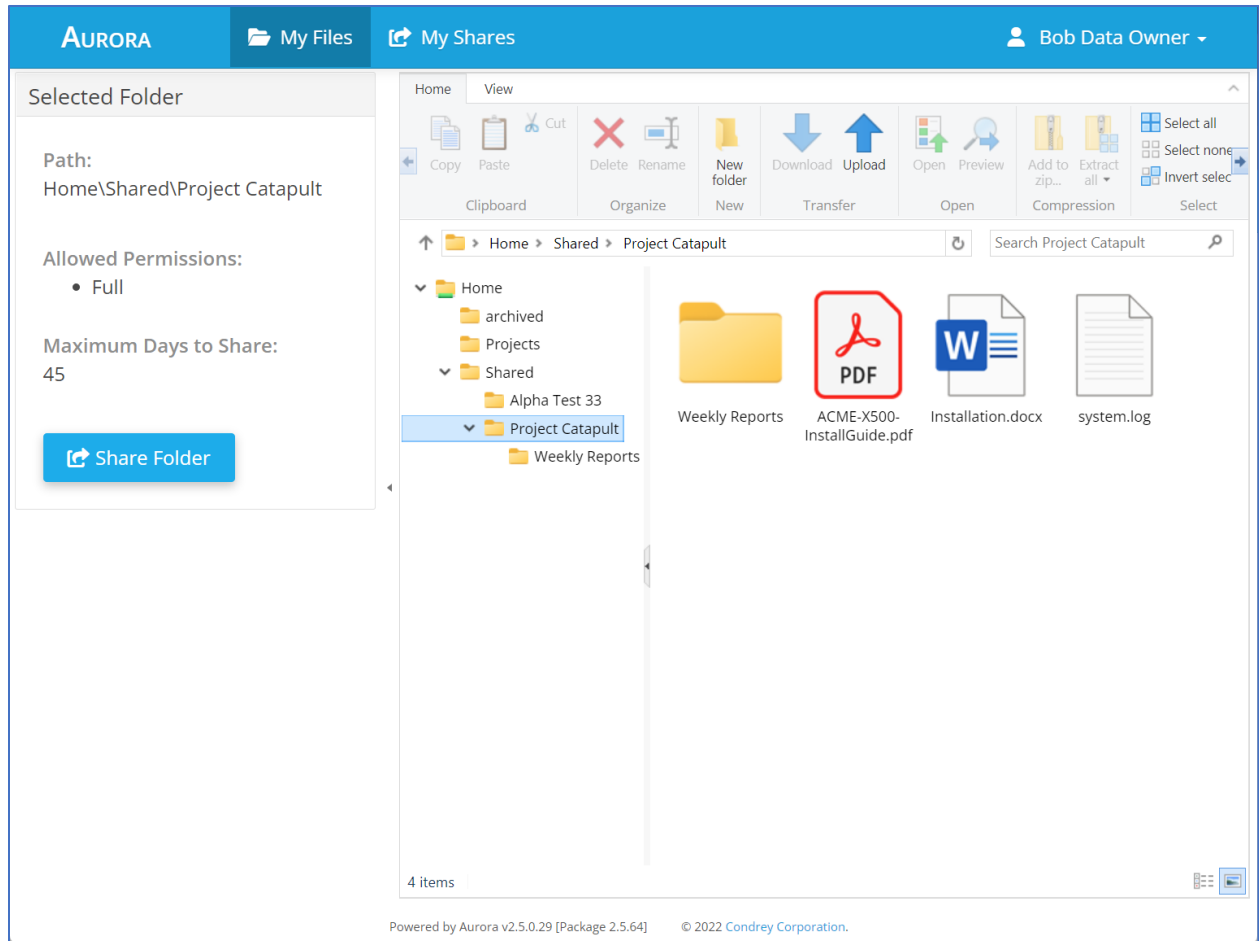 AURORA
My Files
My Shares
Bob Data Owner
Selected Folder
Path:
Home\Shared\Project Catapult
Allowed Permissions:
• Full
Maximum Days to Share:
45
Share Folder
Home
View
Copy
Paste
Cut
Clipboard
Delete
Rename
Organize
New
folder
New
Download
Upload
Transfer
Open
Preview
Open
Add to
zip...
Extract
all
Compression
Select all
Select none
Invert selec
Select
Home > Shared > Project Catapult
Search Project Catapult
Home
archived
Projects
Shared
Alpha Test 33
Project Catapult
Weekly Reports
Weekly Reports
PDF
ACME-X500-
InstallGuide.pdf
W
Installation.docx
system.log
4 items
Powered by Aurora v2.5.0.29 [Package 2.5.64] © 2022 Condrey Corporation.